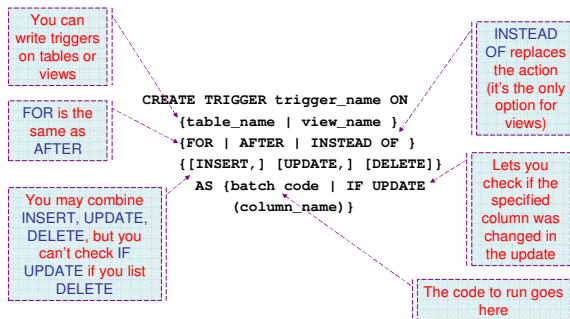 You can
write triggers
on tables or
views
INSTEAD
OF replaces
the action
(it's the only
option for
views)
FOR is the
same as
AFTER
CREATE TRIGGER trigger_name ON
{table_name | view_name }
{FOR | AFTER | INSTEAD OF }
{[INSERT,] [UPDATE,] [DELETE]}
AS {batch code | IF UPDATE
(column_name)}
You may combine
INSERT, UPDATE,
DELETE, but you
can't check IF
UPDATE if you list
DELETE
Lets you
check if the
specified
column was
changed in
the update
The code to run goes
here